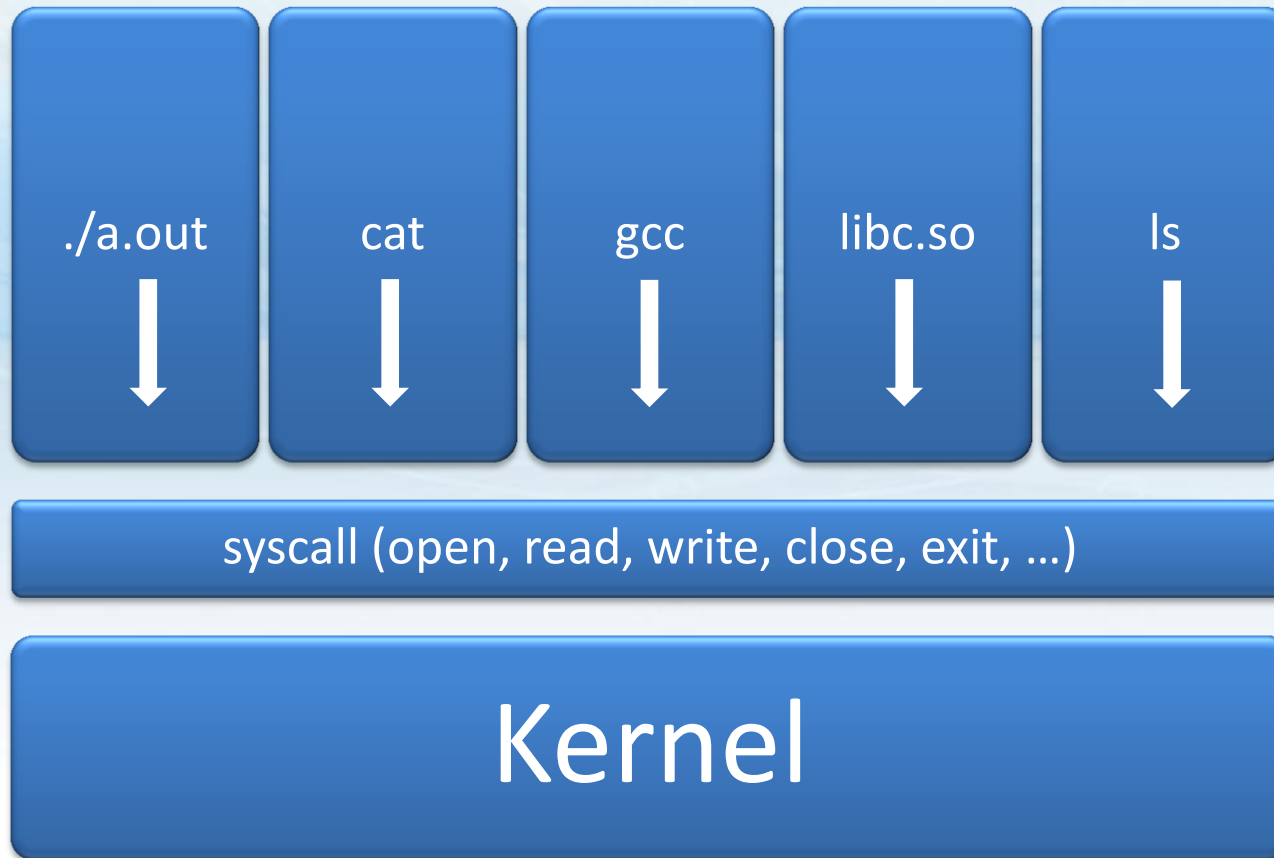 ./a.out
cat
gcc
libc.so
ls
syscall (open, read, write, close, exit, …)
Kernel